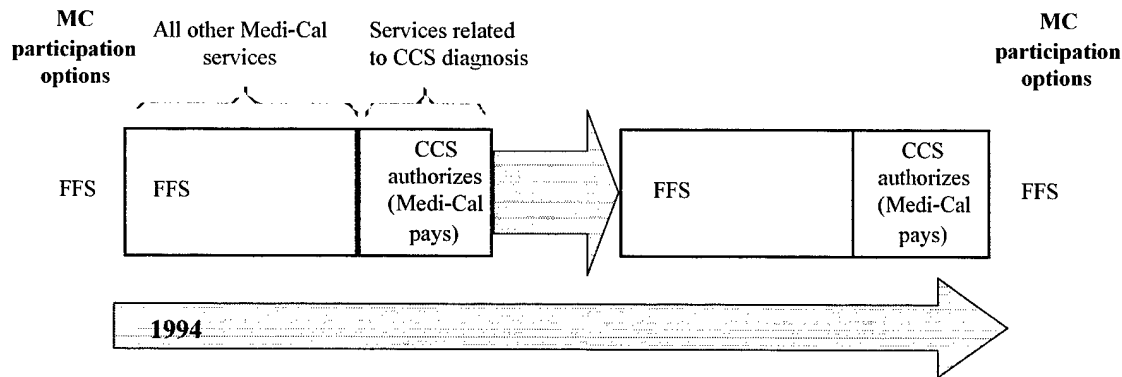 MC
participation
options
All other Medi-Cal
services
Services related
to CCS diagnosis
MC
participation
options
FFS
FFS
CCS
authorizes
(Medi-Cal
pays)
FFS
CCS
authorizes
(Medi-Cal
pays)
FFS
1994